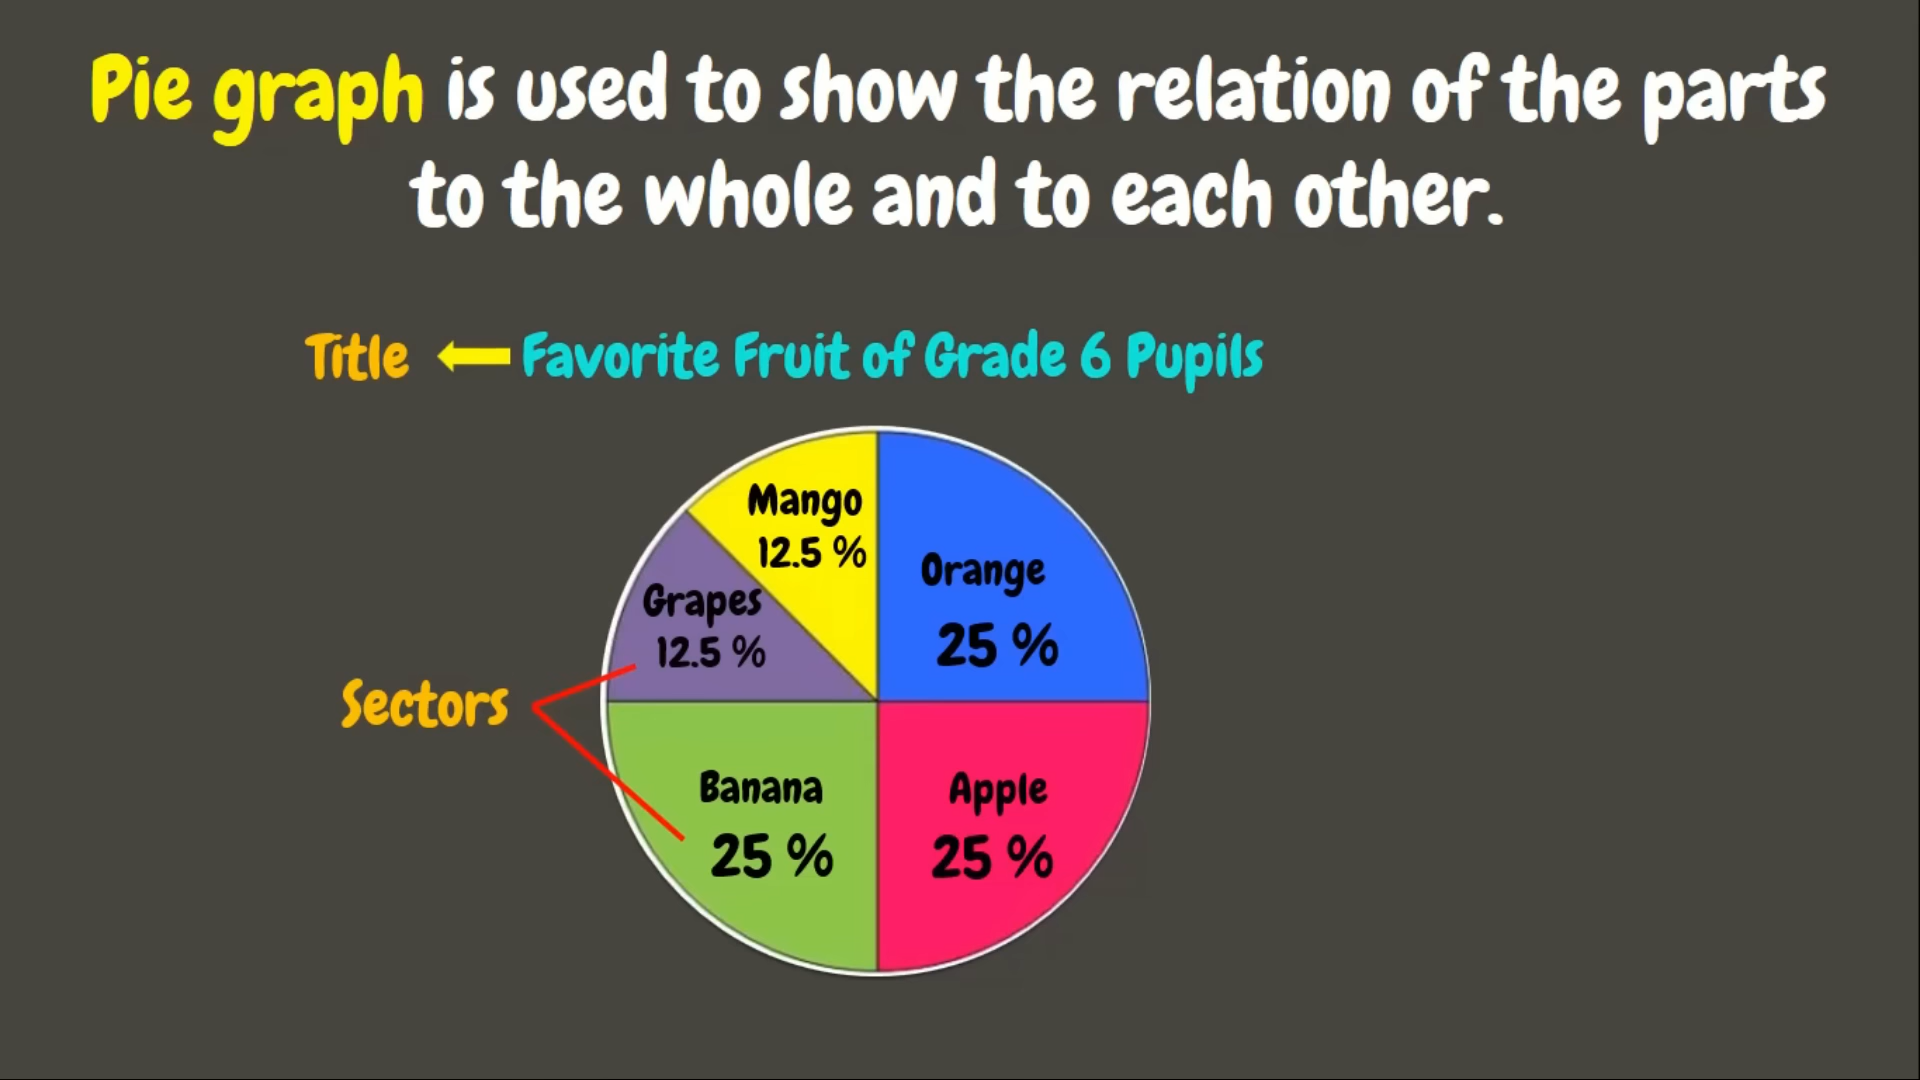 Pie graph is used to show the relation of the parts
to the whole and to each other.
Title
Favorite Fruit of Grade 6 Pupils
Mango
12.5 %
Orange
25 %
Grapes
12.5 %
Sectors
Banana
25 %
Apple
25 %